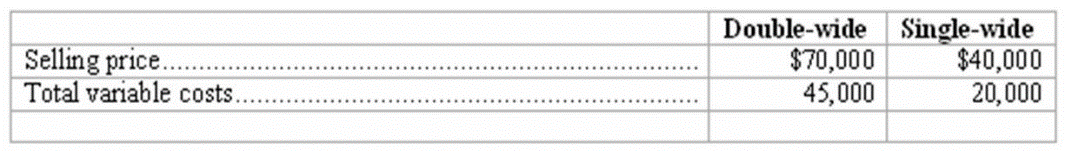 Double-wide Single-wide
Selling price.................................................................................. $70,000 $40,000
Total variable costs....................................................................... 45,000 20,000